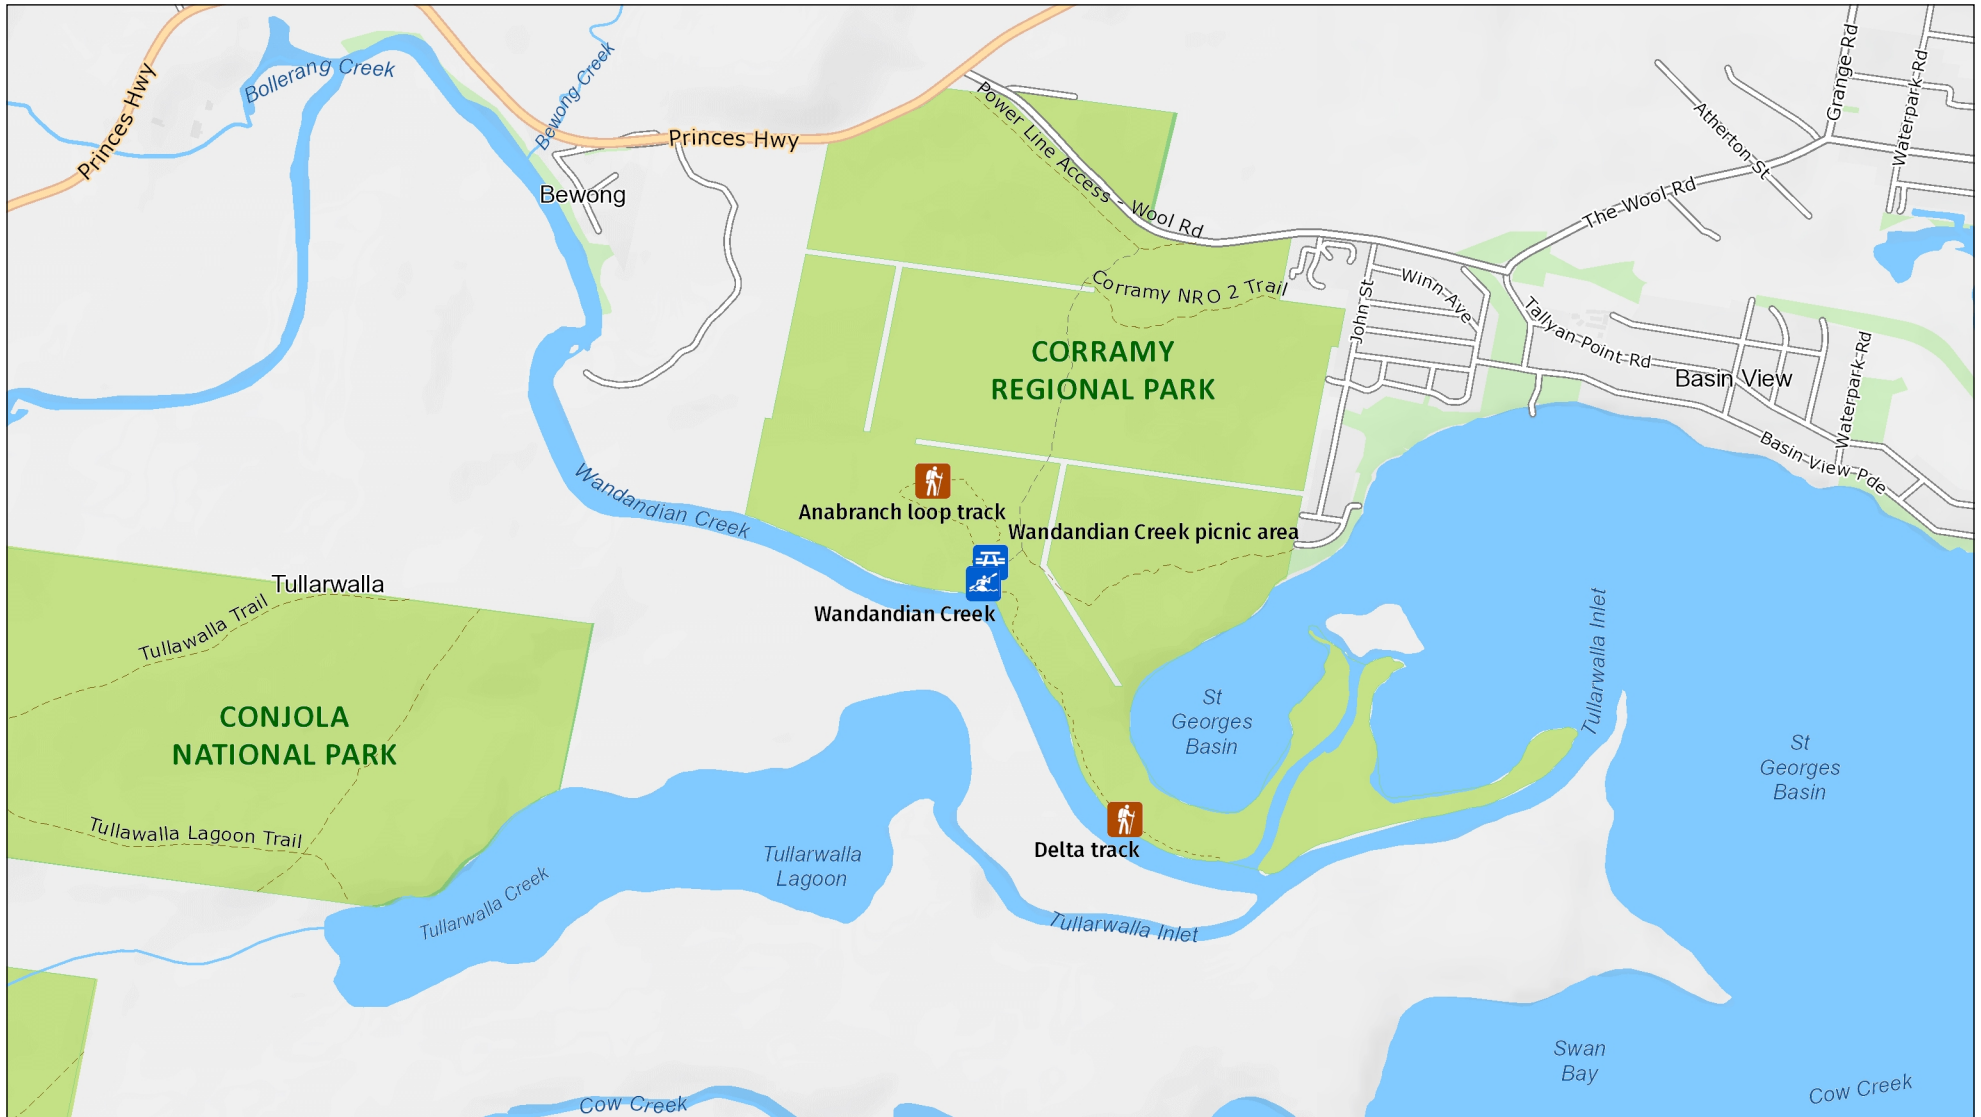 Bollerang Creek
Princes Hwy
Bewong Creek
Princes Hwy
Bewong
Power Line Access - Wool Rd
Grange Rd
Waterpark Rd
Atherton St
The Wool Rd
Corramy NRO 2 Trail
John St
Winn Ave
Tallyan Point Rd
Basin View
Waterpark Rd
Basin View Pde
CORRAMY
REGIONAL PARK
Wandandian Creek
Anabranch loop track
Wandandian Creek picnic area
Wandandian Creek
Tullarwalla
Tullawalla Trail
CONJOLA
NATIONAL PARK
Tullawalla Lagoon Trail
Tullarwalla Creek
Tullarwalla
Lagoon
St
Georges
Basin
Tullarwalla Inlet
St
Georges
Basin
Delta track
Tullarwalla Inlet
Swan
Bay
Cow Creek
Cow Creek